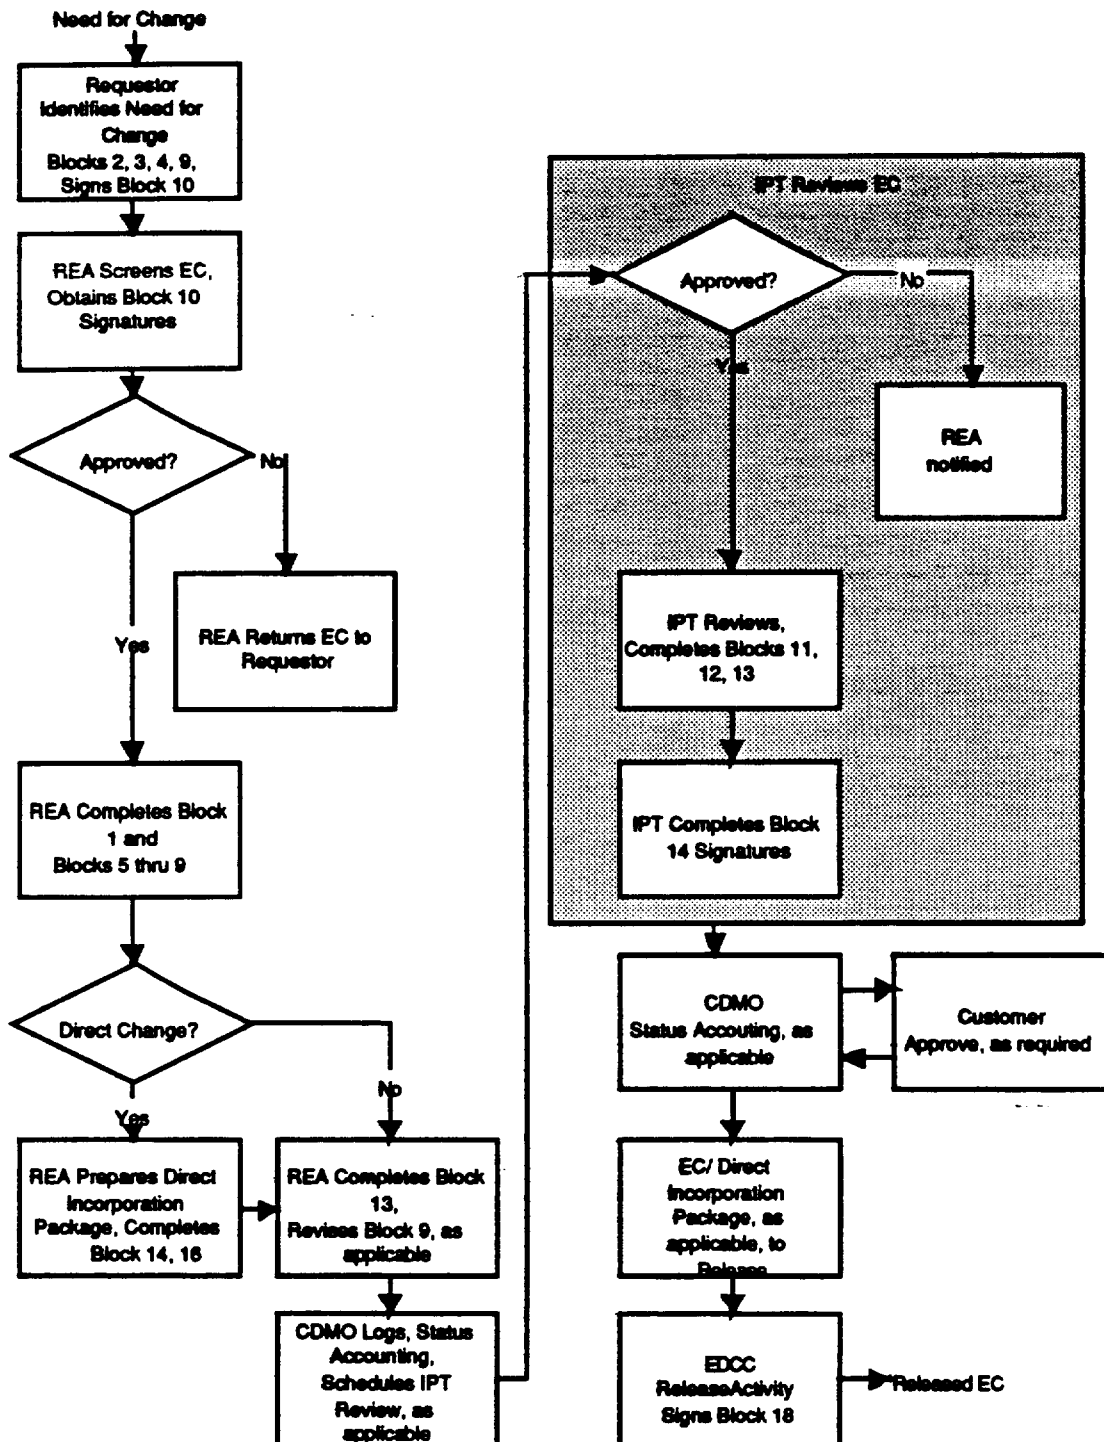 Need for Change
Requestor
Identifies Need for
Change
Blocks 2, 3, 4, 9,
Signs Block 10
REA Screens EC,
Obtains Block 10
Signatures
Approved?
No
Yes
REA Returns EC to
Requestor
REA Completes Block
1 and
Blocks 5 thru 9
Direct Change?
No
Yes
REA Prepares Direct
Incorporation
Package, Completes
Block 14, 16
REA Completes Block
13,
Revises Block 9, as
applicable
CDMO Logs, Status
Accounting,
Schedules IPT
Review, as
applicable
IPT Reviews EC
Approved?
No
Yes
REA
notified
IPT Reviews,
Completes Blocks 11,
12, 13
IPT Completes Block
14 Signatures
CDMO
Status Accouting, as
applicable
Customer
Approve, as required
EC/ Direct
Incorporation
Package, as
applicable, to
Release
EDCC
ReleaseActivity
Signs Block 18
Released EC